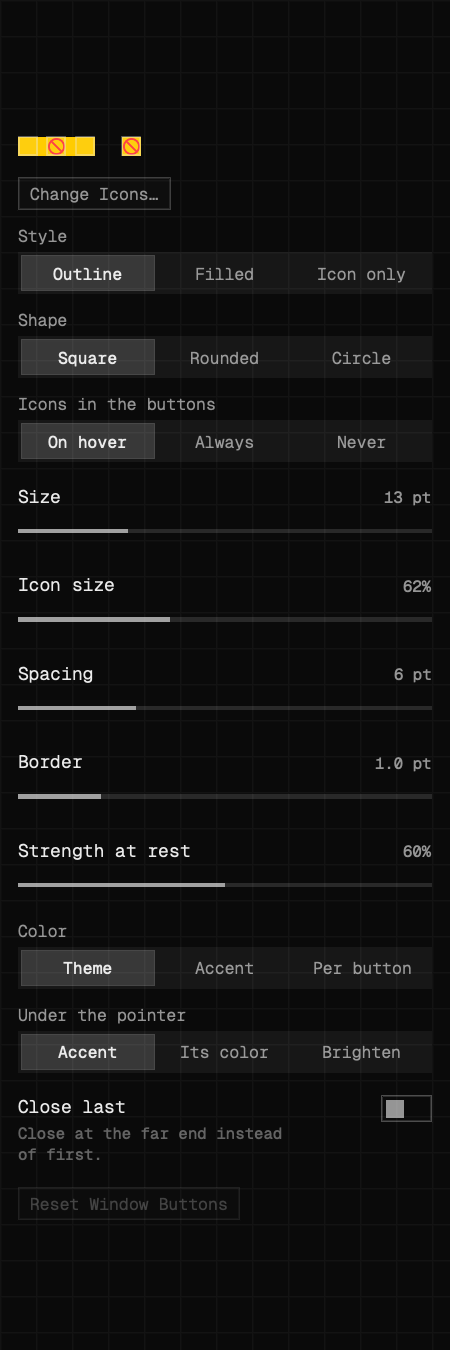 Change Icons…
Style
Outline Filled Icon only
Shape
Square Rounded Circle
Icons in the buttons
On hover Always Never
Size 13 pt
Icon size 62%
Spacing 6 pt
Border 1.0 pt
Strength at rest 60%
Color
Theme Accent Per button
Under the pointer
Accent Its color Brighten
Close last
Close at the far end instead
of first.
Reset Window Buttons